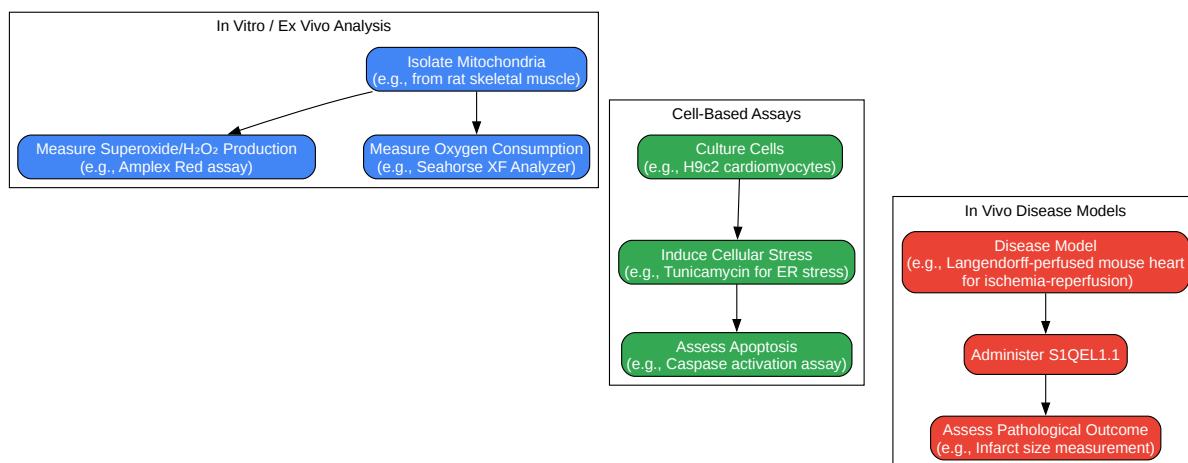 In Vitro / Ex Vivo Analysis
Isolate Mitochondria
(e.g., from rat skeletal muscle)
Measure Superoxide/H₂O₂ Production
(e.g., Amplex Red assay)
Measure Oxygen Consumption
(e.g., Seahorse XF Analyzer)
Cell-Based Assays
Culture Cells
(e.g., H9c2 cardiomyocytes)
Induce Cellular Stress
(e.g., Tunicamycin for ER stress)
Assess Apoptosis
(e.g., Caspase activation assay)
In Vivo Disease Models
Disease Model
(e.g., Langendorff-perfused mouse heart
for ischemia-reperfusion)
Administer S1QEL1.1
Assess Pathological Outcome
(e.g., Infarct size measurement)